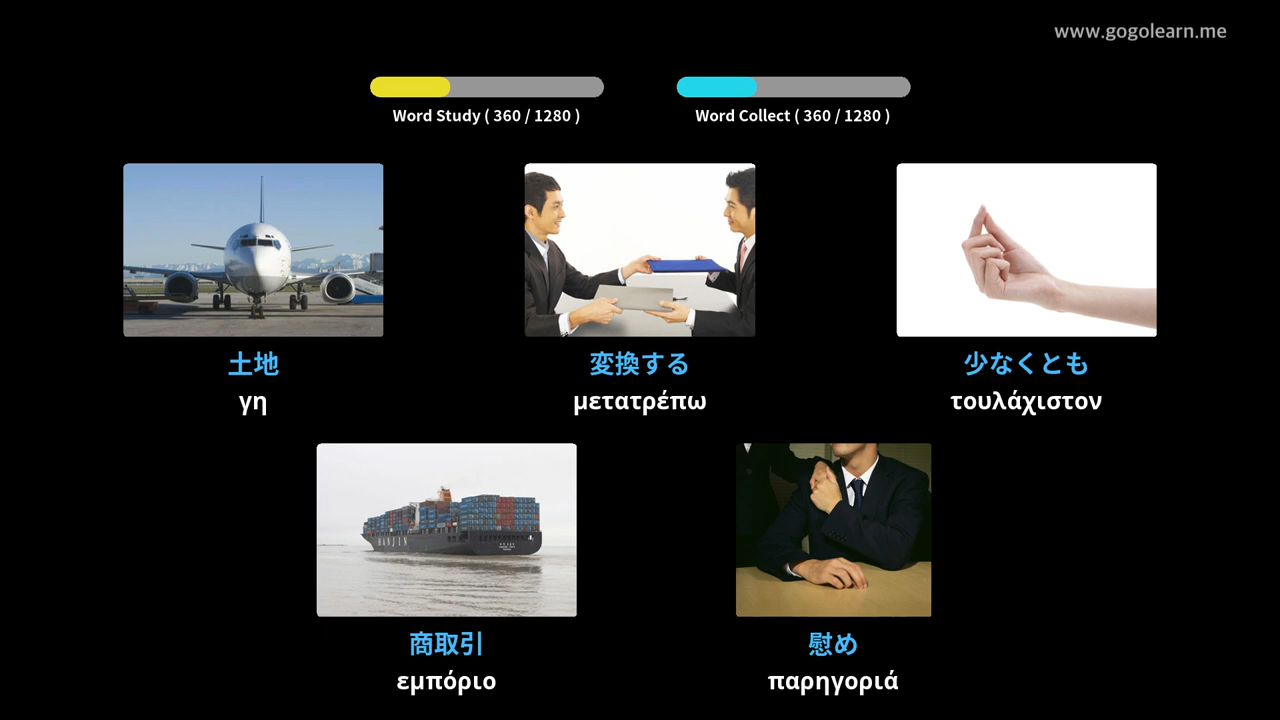 www.gogolearn.me
Word Study ( 360 / 1280 )
Word Collect ( 360 / 1280 )
土地
γη
変換する
μετατρέπω
少なくとも
τουλάχιστον
HANJIN
商取引
εμπόριο
慰め
παρηγοριά